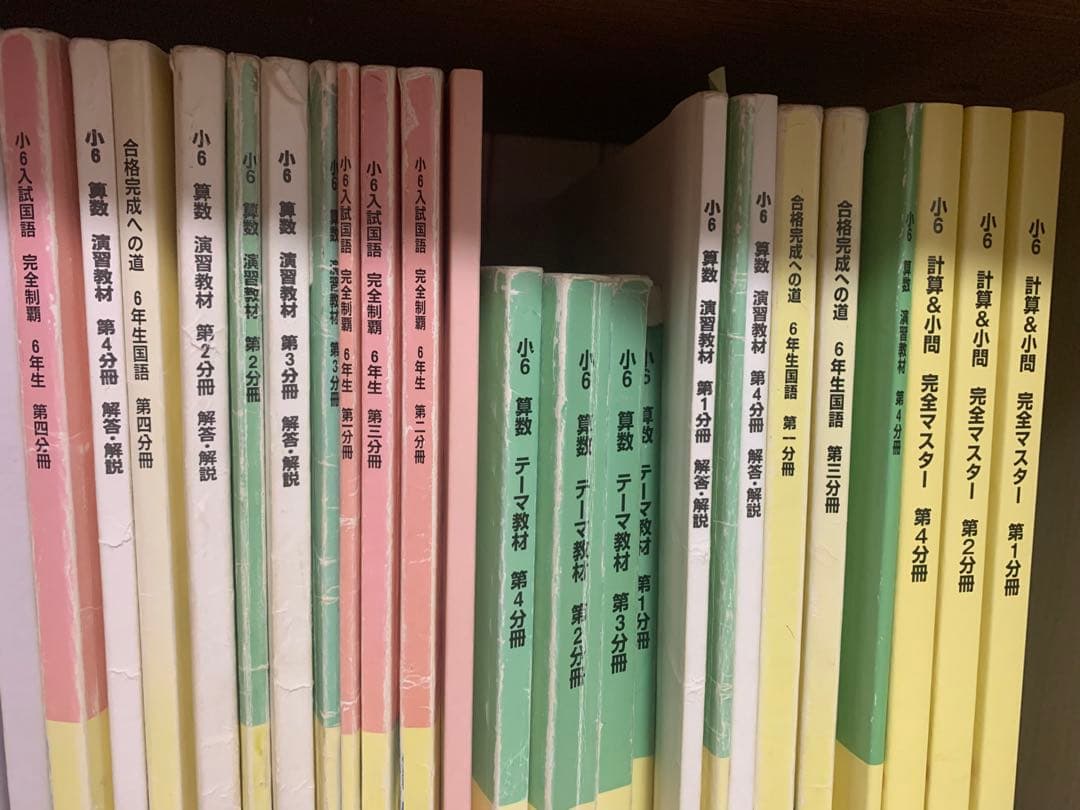 小6入試国語 完全制覇 6年生 第四分冊
小6 算数 演習教材 第4分冊 解答・解説
合格完成への道 6年生国語 第四分冊
小6 算数 演習教材 第2分冊 解答・解説
小6 算数 演習教材 第2分冊
小6 算数 演習教材 第3分冊 解答・解説
小6 算数 演習教材 第3分冊
小6入試国語 完全制覇 6年生 第一分冊
小6入試国語 完全制覇 6年生 第三分冊
小6入試国語 完全制覇 6年生 第二分冊
小6 算数 テーマ教材 第4分冊
小6 算数 テーマ教材 第2分冊
小6 算数 テーマ教材 第3分冊
小6 算数 テーマ教材 第1分冊
小6 算数 演習教材 第1分冊 解答・解説
小6 算数 演習教材 第4分冊 解答・解説
合格完成への道 6年生国語 第一分冊
合格完成への道 6年生国語 第三分冊
小6 算数 演習教材 第4分冊
小6 計算&小問 完全マスター 第4分冊
小6 計算&小問 完全マスター 第2分冊
小6 計算&小問 完全マスター 第1分冊